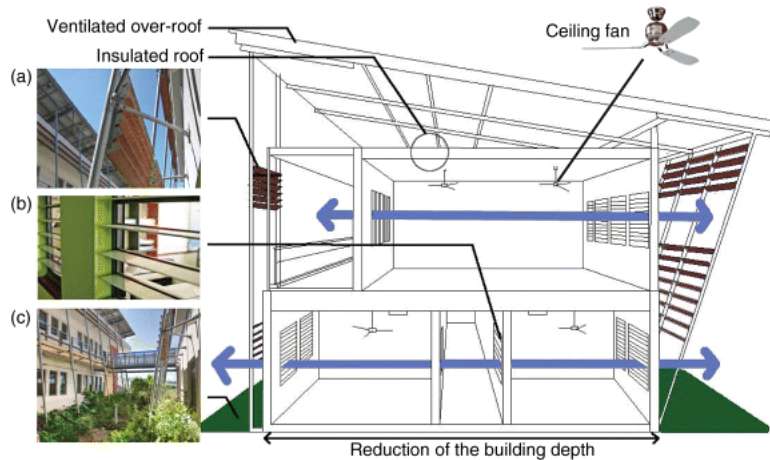 Ventilated over-roof
Insulated roof
Ceiling fan
(a)
(b)
(c)
Reduction of the building depth